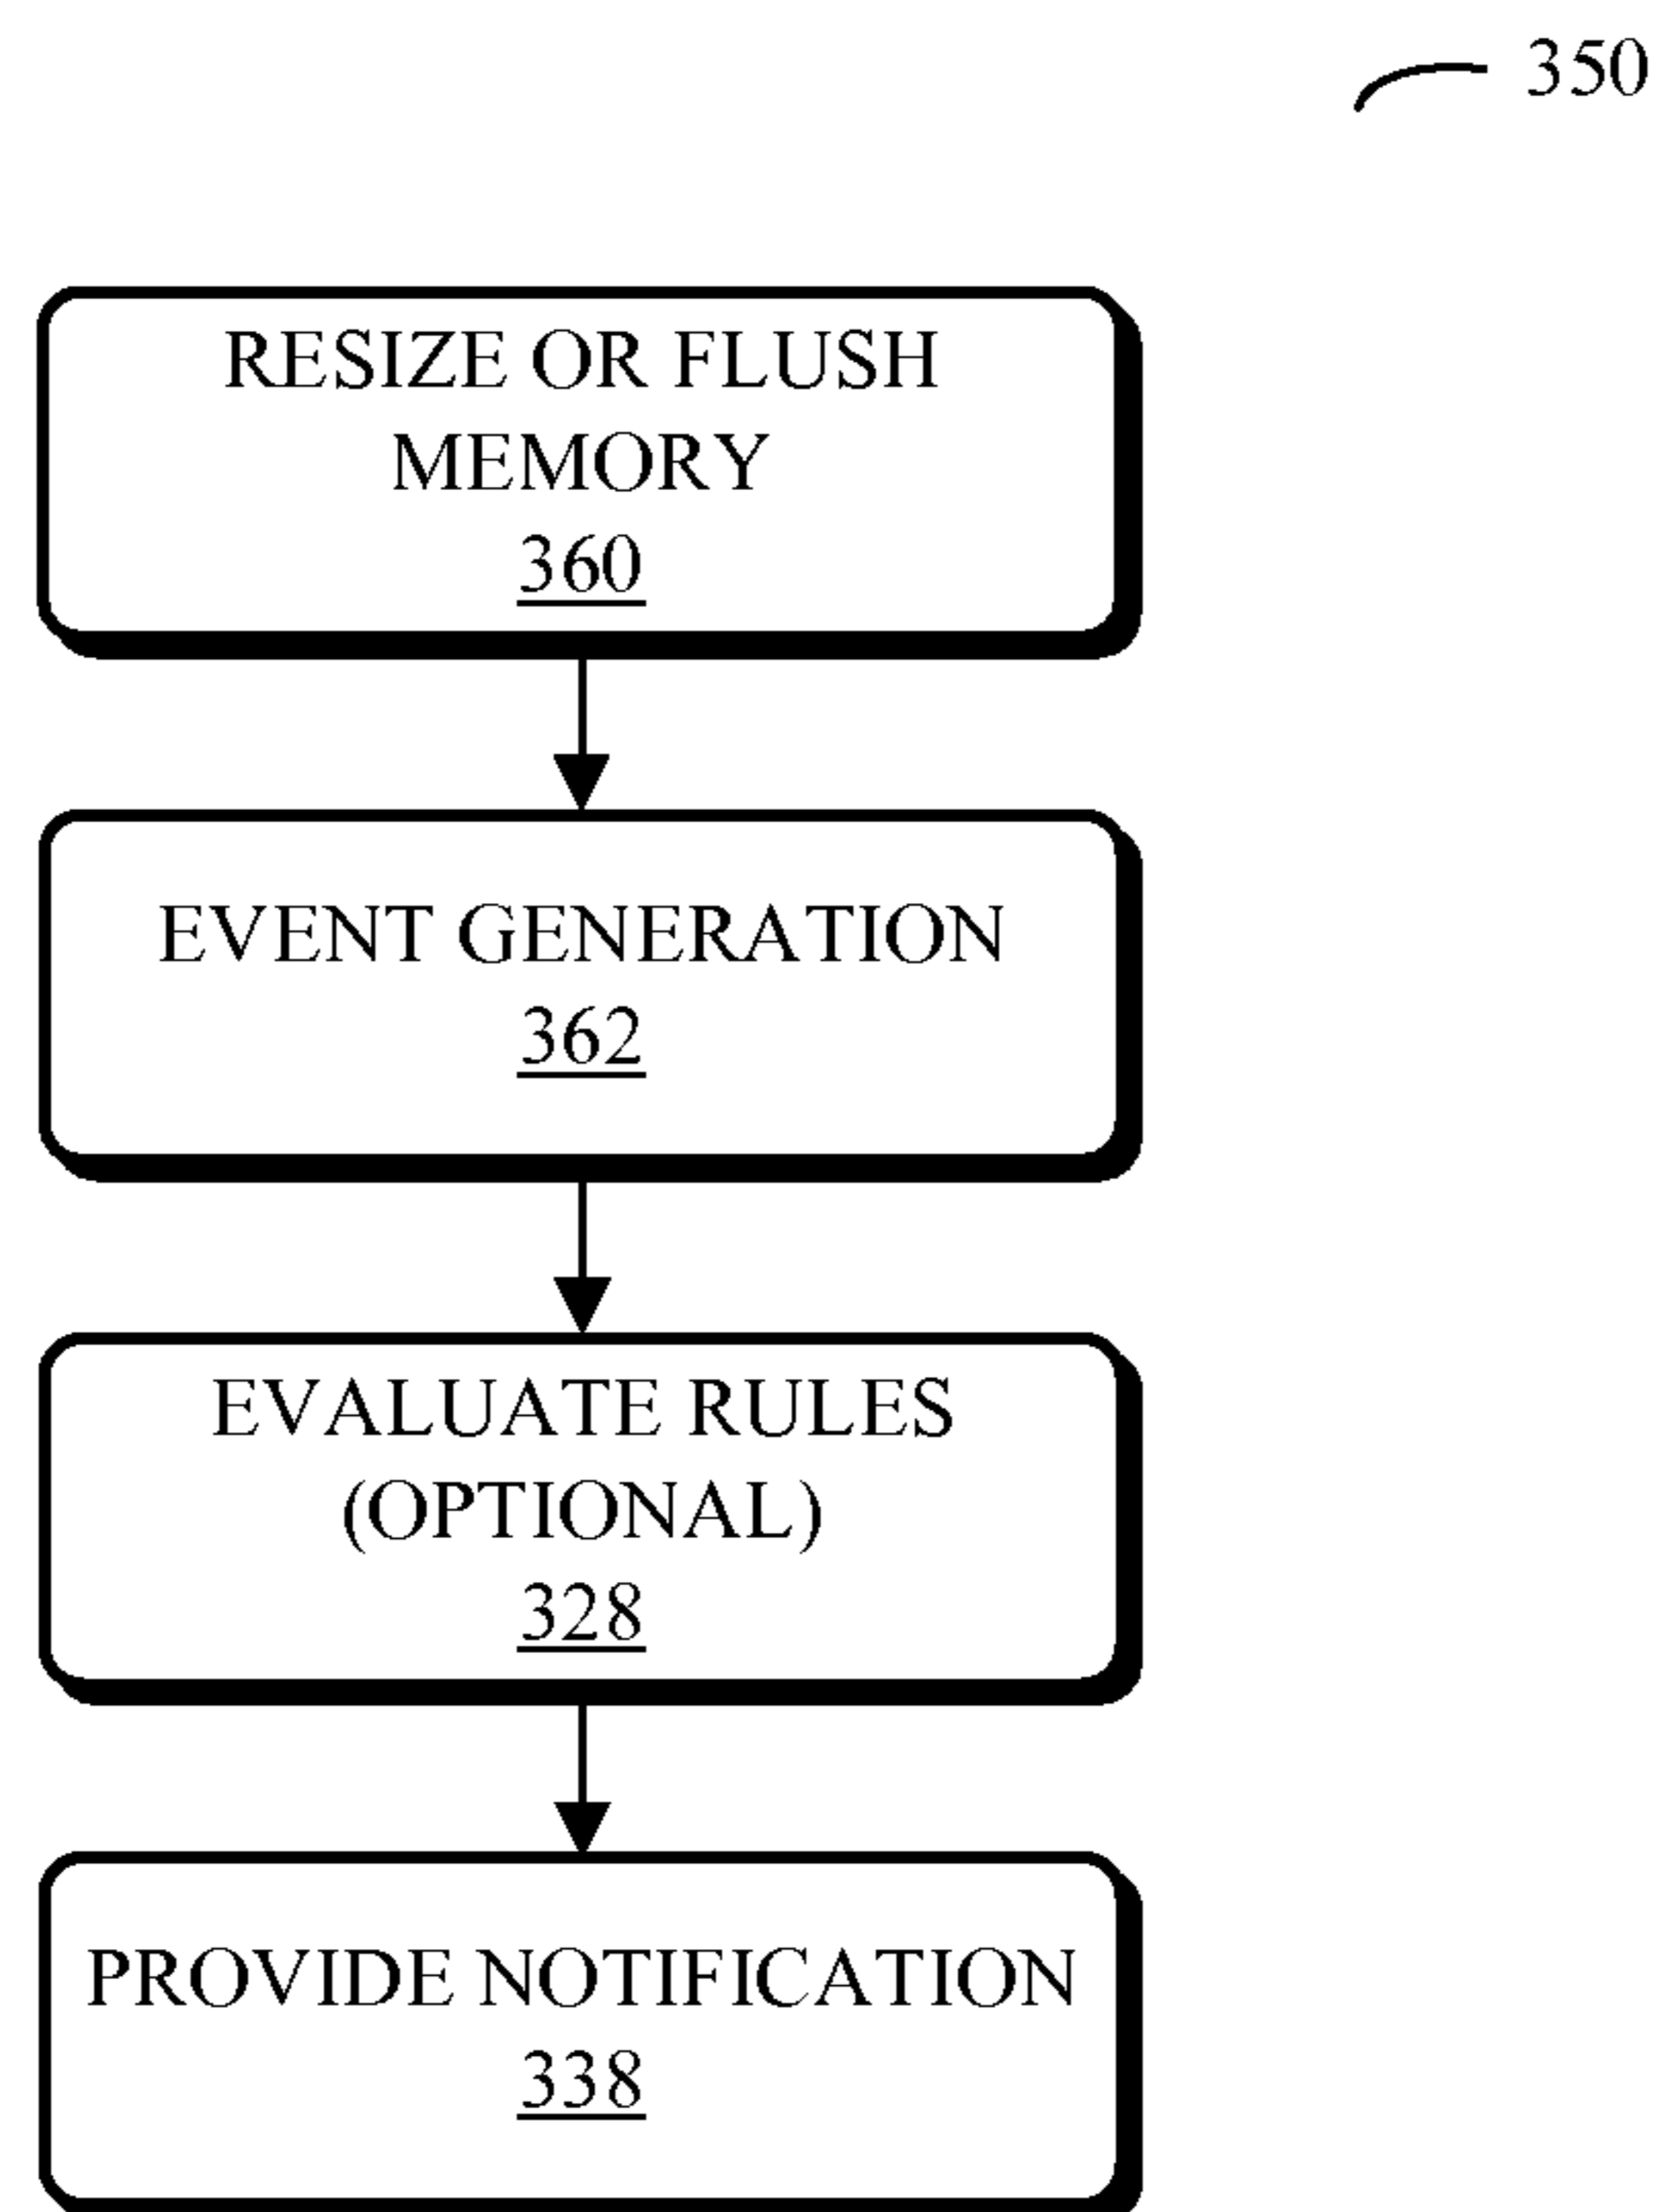 350
RESIZE OR FLUSH
MEMORY
360
EVENT GENERATION
362
EVALUATE RULES
(OPTIONAL)
328
PROVIDE NOTIFICATION
338